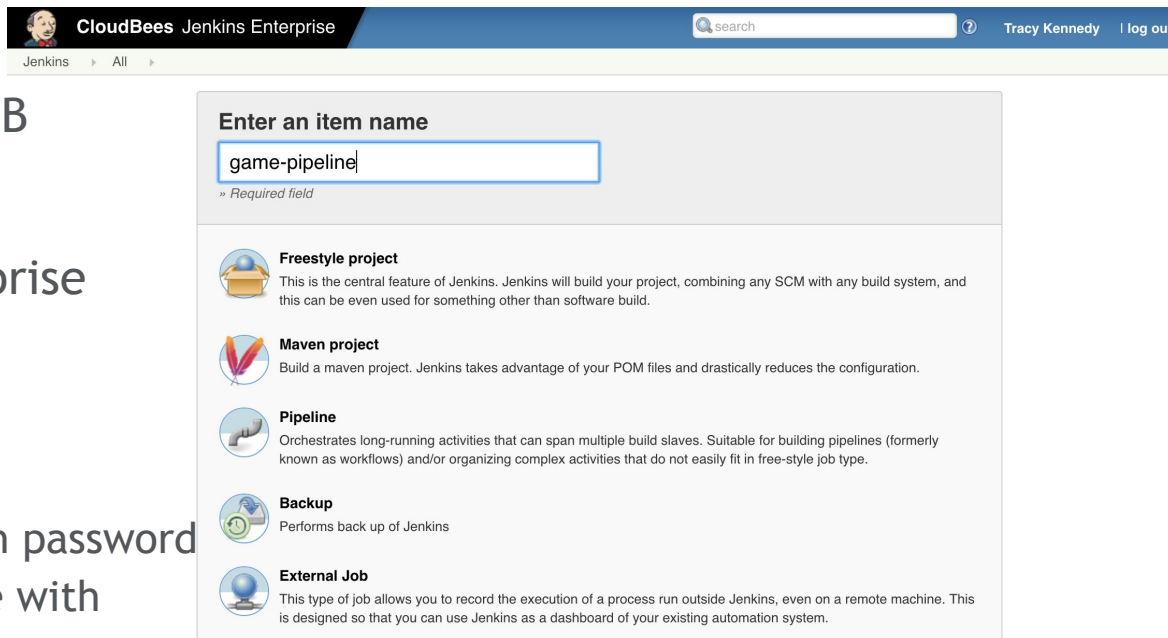 CloudBees Jenkins Enterprise
search
Tracy Kennedy | log ou
Jenkins All
B
prise
n password
e with
Enter an item name
game-pipeline
» Required field
Freestyle project
This is the central feature of Jenkins. Jenkins will build your project, combining any SCM with any build system, and
this can be even used for something other than software build.
Maven project
Build a maven project. Jenkins takes advantage of your POM files and drastically reduces the configuration.
Pipeline
Orchestrates long-running activities that can span multiple build slaves. Suitable for building pipelines (formerly
known as workflows) and/or organizing complex activities that do not easily fit in free-style job type.
Backup
Performs back up of Jenkins
External Job
This type of job allows you to record the execution of a process run outside Jenkins, even on a remote machine. This
is designed so that you can use Jenkins as a dashboard of your existing automation system.